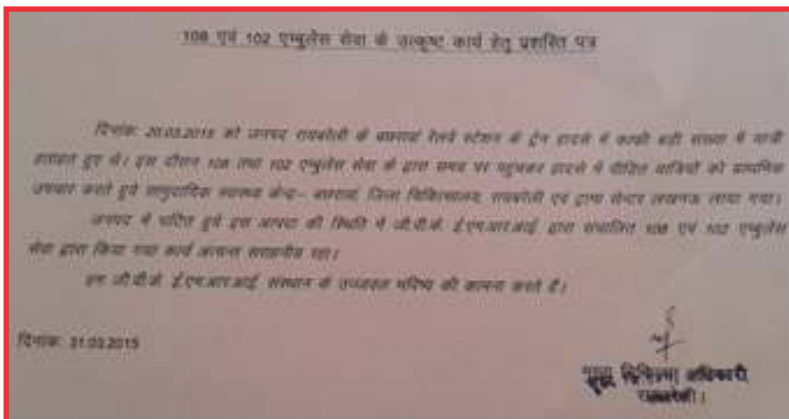 108 एवं 102 एम्बुलेंस सेवा के उत्कृष्ट कार्य हेतु प्रशस्ति पत्र
दिनांक: 20.03.2015 को जनपद रायबरेली के बछरावां रेलवे स्टेशन के ट्रेन हादसे में काफी बड़ी संख्या में यात्री
हताहत हुए थे। इस दौरान 108 तथा 102 एम्बुलेंस सेवा के द्वारा समय पर पहुचकर हादसे में पीड़ित यात्रियों को प्राथमिक
उपचार करते हुये सामुदायिक स्वास्थ्य केन्द्र– बछरावां, जिला चिकित्सालय, रायबरेली एवं ट्रामा सेन्टर लखनऊ लाया गया।
जनपद में घटित हुये इस आपदा की स्थिति में जी.वी.के. ई.एम.आर.आई द्वारा संचालित 108 एवं 102 एम्बुलेंस
सेवा द्वारा किया गया कार्य अत्यन्त सराहनीय रहा।
हम जी.वी.के. ई.एम.आर.आई संस्थान के उज्जवल भविष्य की कामना करते हैं।
दिनांक: 31.03.2015
मुख्य चिकित्सा अधिकारी,
रायबरेली।